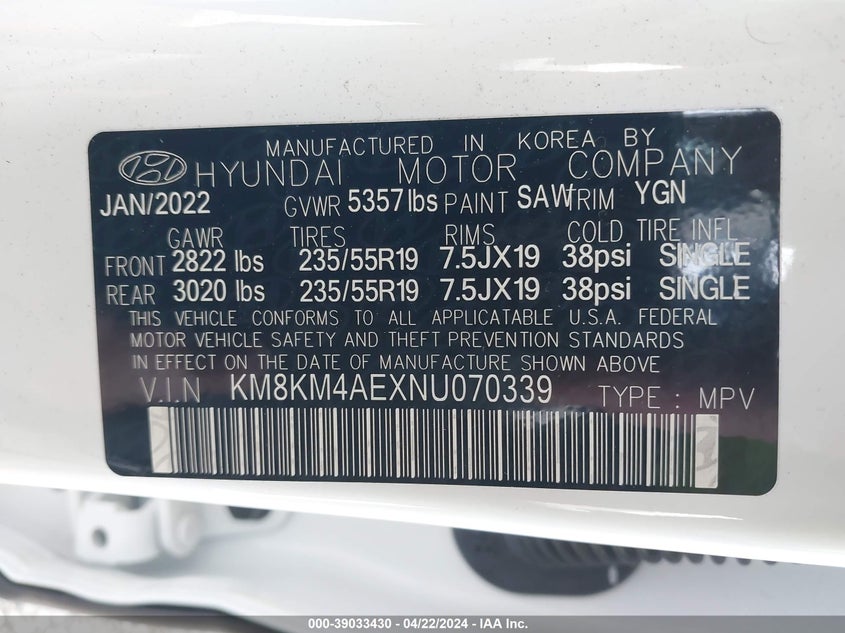 MANUFACTURED IN KOREA BY
HYUNDAI MOTOR COMPANY
JAN/2022 GVWR 5357 lbs PAINT SAW TRIM YGN
GAWR TIRES RIMS COLD TIRE INFL
FRONT 2822 lbs 235/55R19 7.5JX19 38psi SINGLE
REAR 3020 lbs 235/55R19 7.5JX19 38psi SINGLE
THIS VEHICLE CONFORMS TO ALL APPLICATABLE U.S.A. FEDERAL
MOTOR VEHICLE SAFETY AND THEFT PREVENTION STANDARDS
IN EFFECT ON THE DATE OF MANUFACTURE SHOWN ABOVE
V.I.N KM8KM4AEXNU070339 TYPE : MPV
000-39033430 - 04/22/2024 - IAA Inc.